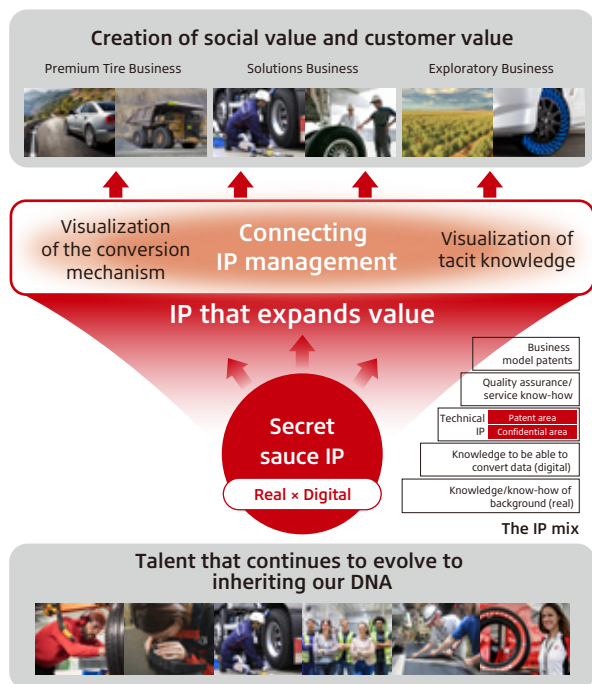 Creation of social value and customer value
Premium Tire Business
Solutions Business
Exploratory Business
Visualization
of the conversion
mechanism
Connecting
IP management
Visualization of
tacit knowledge
IP that expands value
Secret
sauce IP
Real × Digital
Business
model patents
Quality assurance/
service know-how
Technical
IP
Patent area
Confidential area
Knowledge to be able to
convert data (digital)
Knowledge/know-how of
background (real)
The IP mix
Talent that continues to evolve to
inheriting our DNA